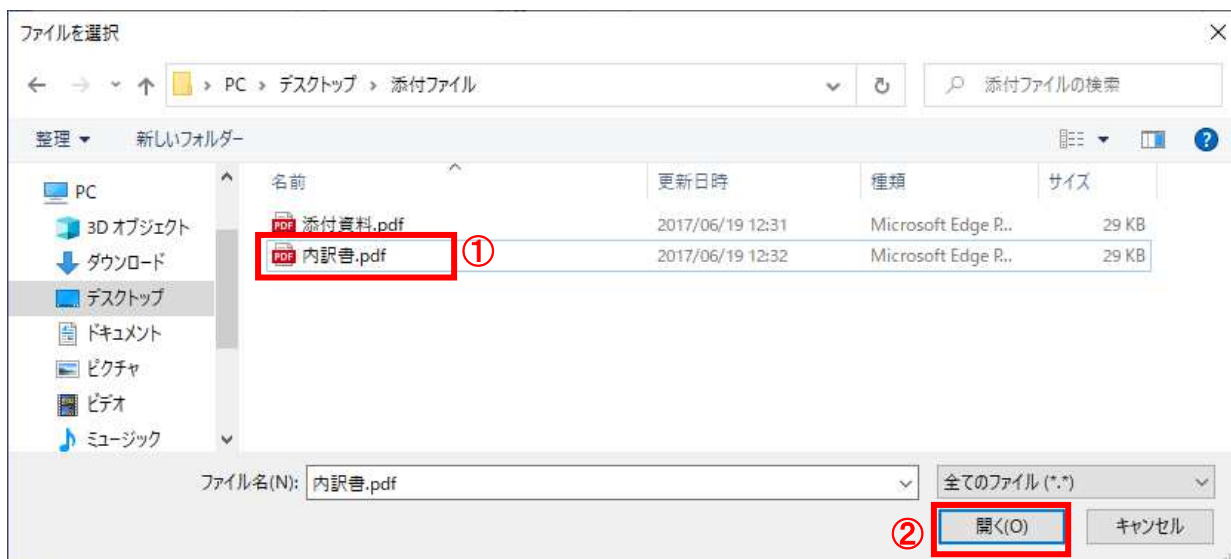 ファイルを選択
PC › デスクトップ › 添付ファイル
添付ファイルの検索
整理 新しいフォルダー
名前 更新日時 種類 サイズ
PC
3D オブジェクト
ダウンロード
デスクトップ
ドキュメント
ピクチャ
ビデオ
ミュージック
添付資料.pdf 2017/06/19 12:31 Microsoft Edge P... 29 KB
内訳書.pdf ① 2017/06/19 12:32 Microsoft Edge P... 29 KB
ファイル名(N): 内訳書.pdf 全てのファイル (*.*)
② 開く(O) キャンセル